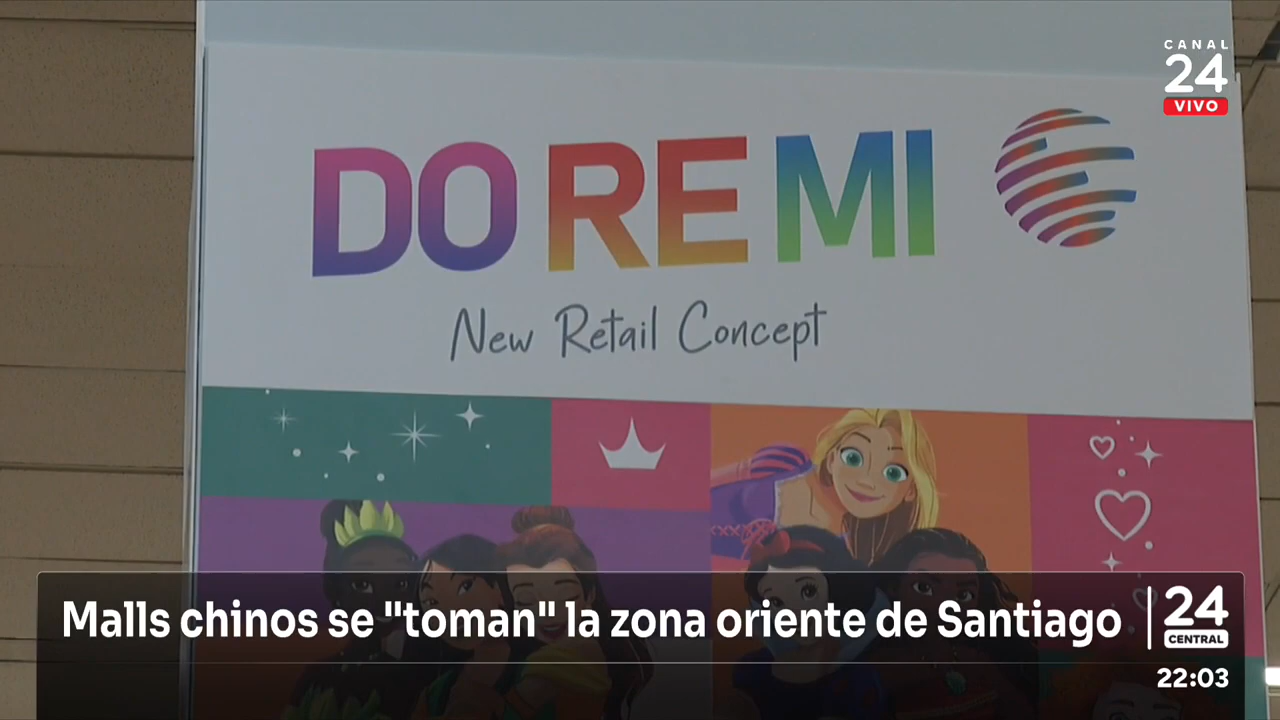 CANAL
24
VIVO
DO RE MI
New Retail Concept
Malls chinos se "toman" la zona oriente de Santiago
24
CENTRAL
22:03